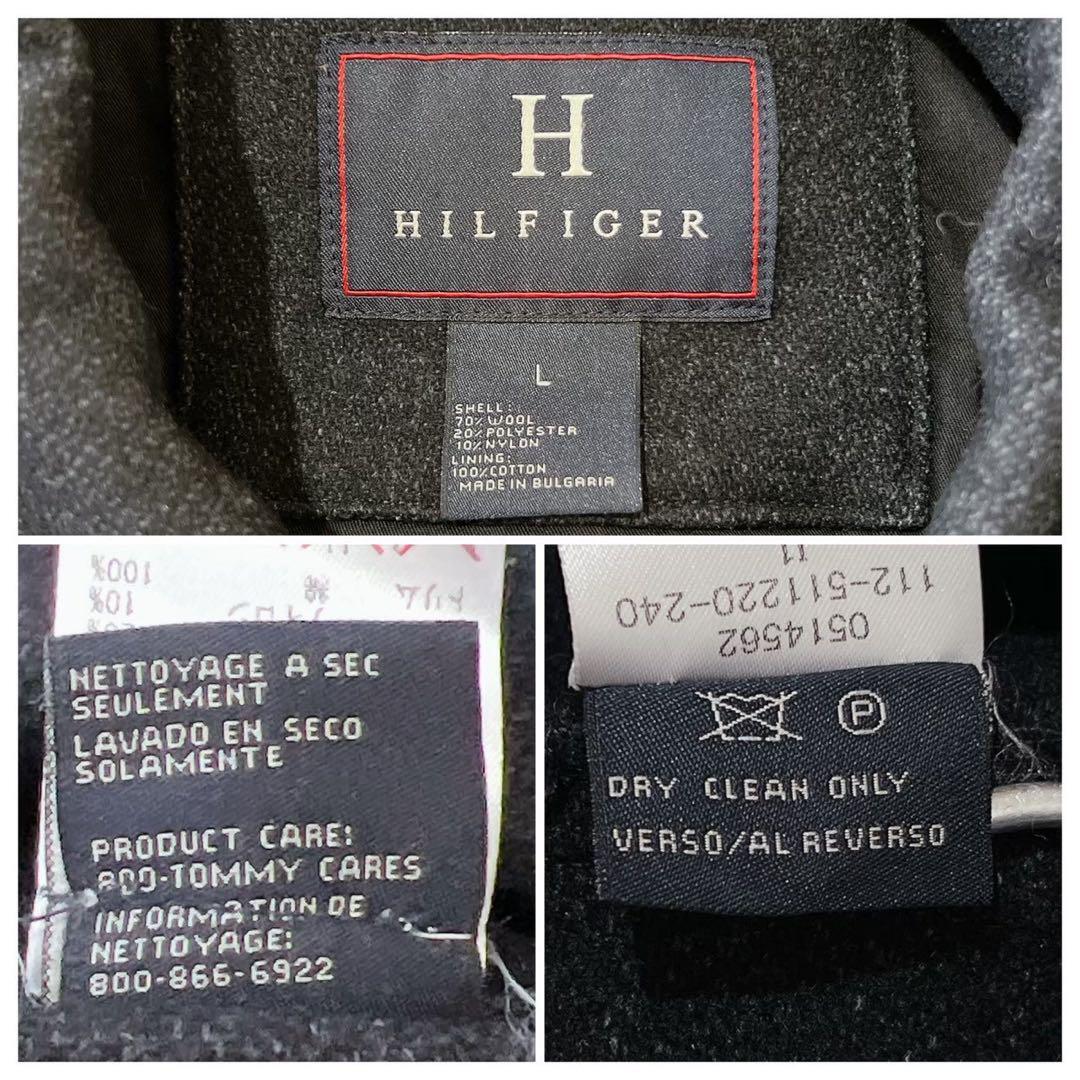 H
HILFIGER
L
SHELL:
70% WOOL
20% POLYESTER
10% NYLON
LINING:
100% COTTON
MADE IN BULGARIA
100%
10%
NETTOYAGE A SEC
SEULEMENT
LAVADO EN SECO
SOLAMENTE
PRODUCT CARE:
800-TOMMY CARES
INFORMATION DE
NETTOYAGE:
800-866-6922
112-511220-240
0514562
P
DRY CLEAN ONLY
VERSO/AL REVERSO